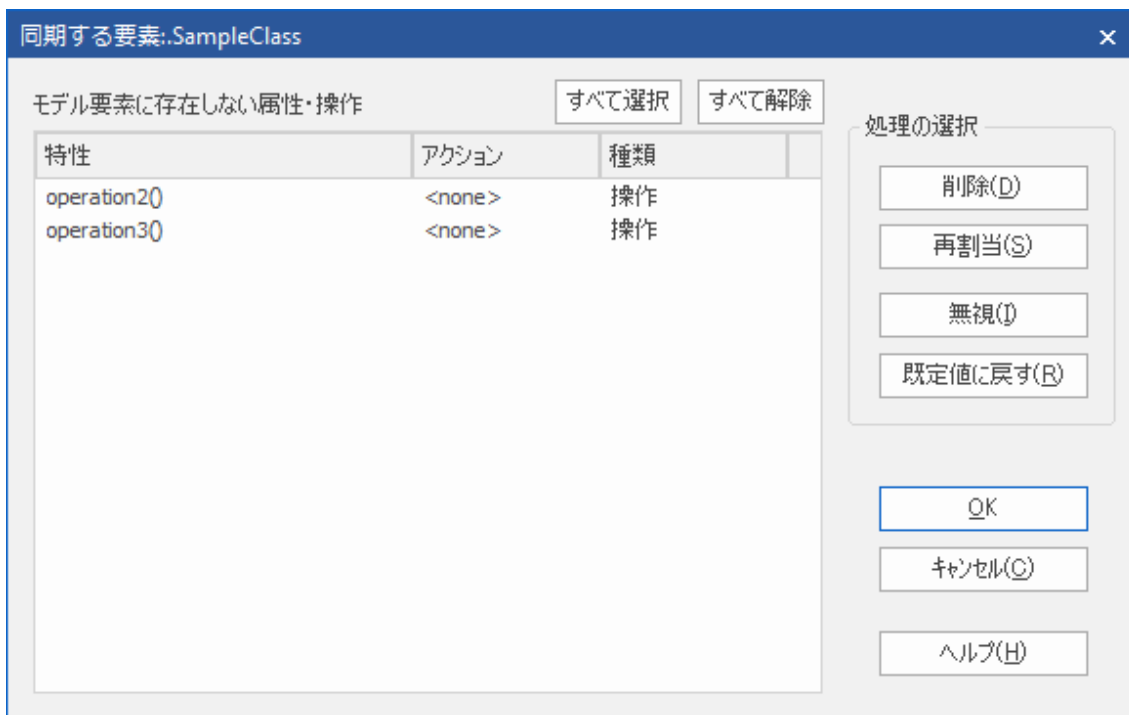 同期する要素:.SampleClass
モデル要素に存在しない属性・操作
すべて選択
すべて解除
特性 アクション 種類
operation2() <none> 操作
operation3() <none> 操作
処理の選択
削除(D)
再割当(S)
無視(I)
既定値に戻す(R)
OK
キャンセル(C)
ヘルプ(H)